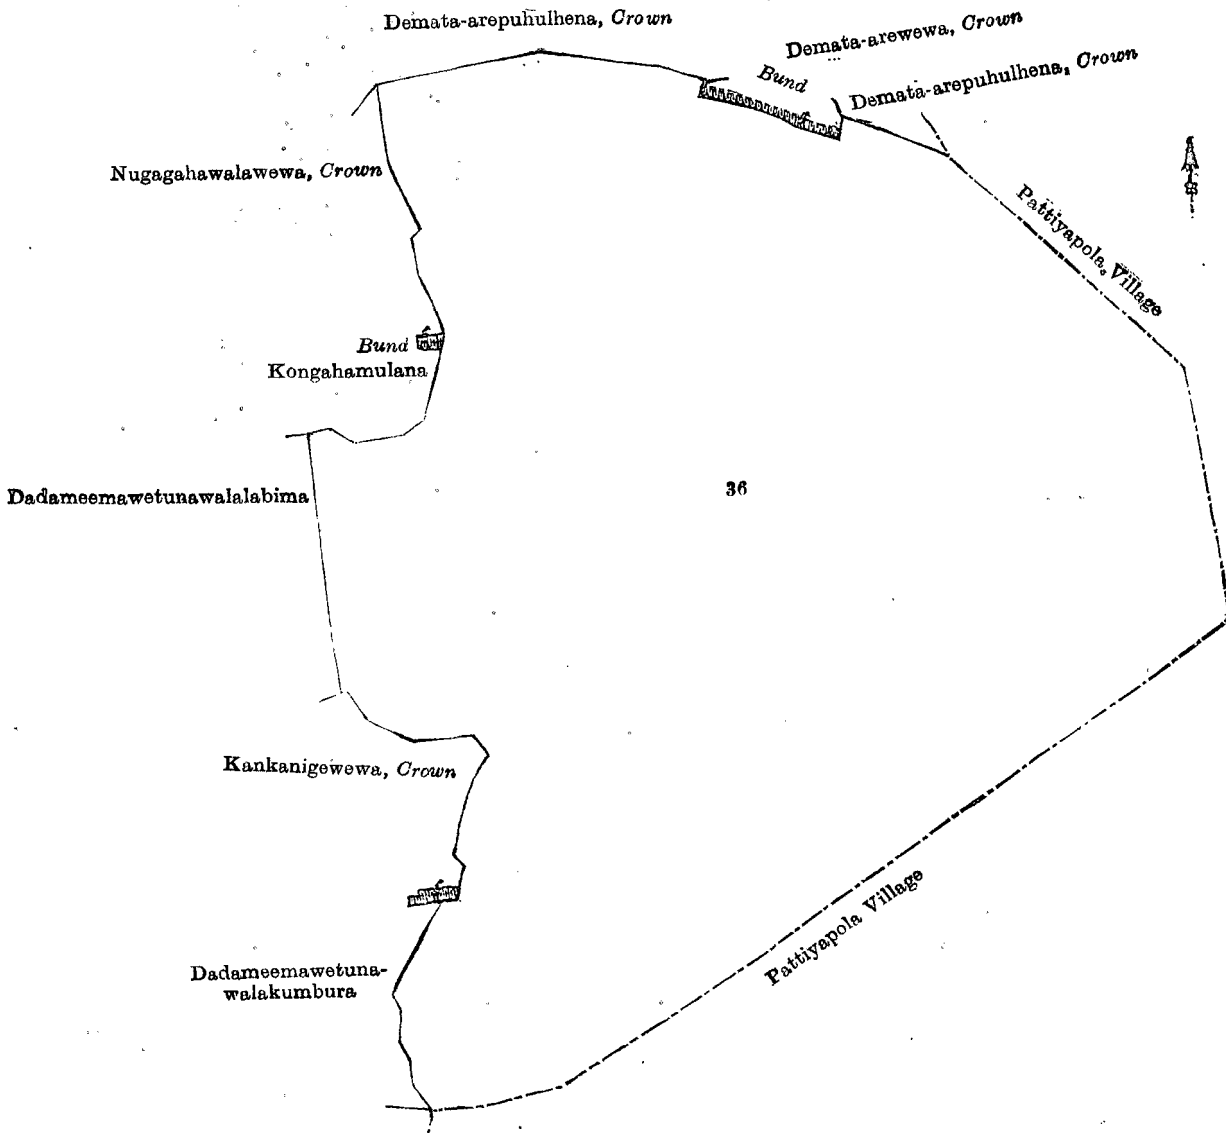 Demata-arepuhulhena, Crown
Demata-arewewa, Crown
Bund
Demata-arepuhulhena, Crown
Nugagahawalawewa, Crown
Pattiyapola Village
Bund
Kongahamulana
Dadameemawetunawalalabima
36
Kankanigewewa, Crown
Pattiyapola Village
Dadameemawetuna-
walakumbura